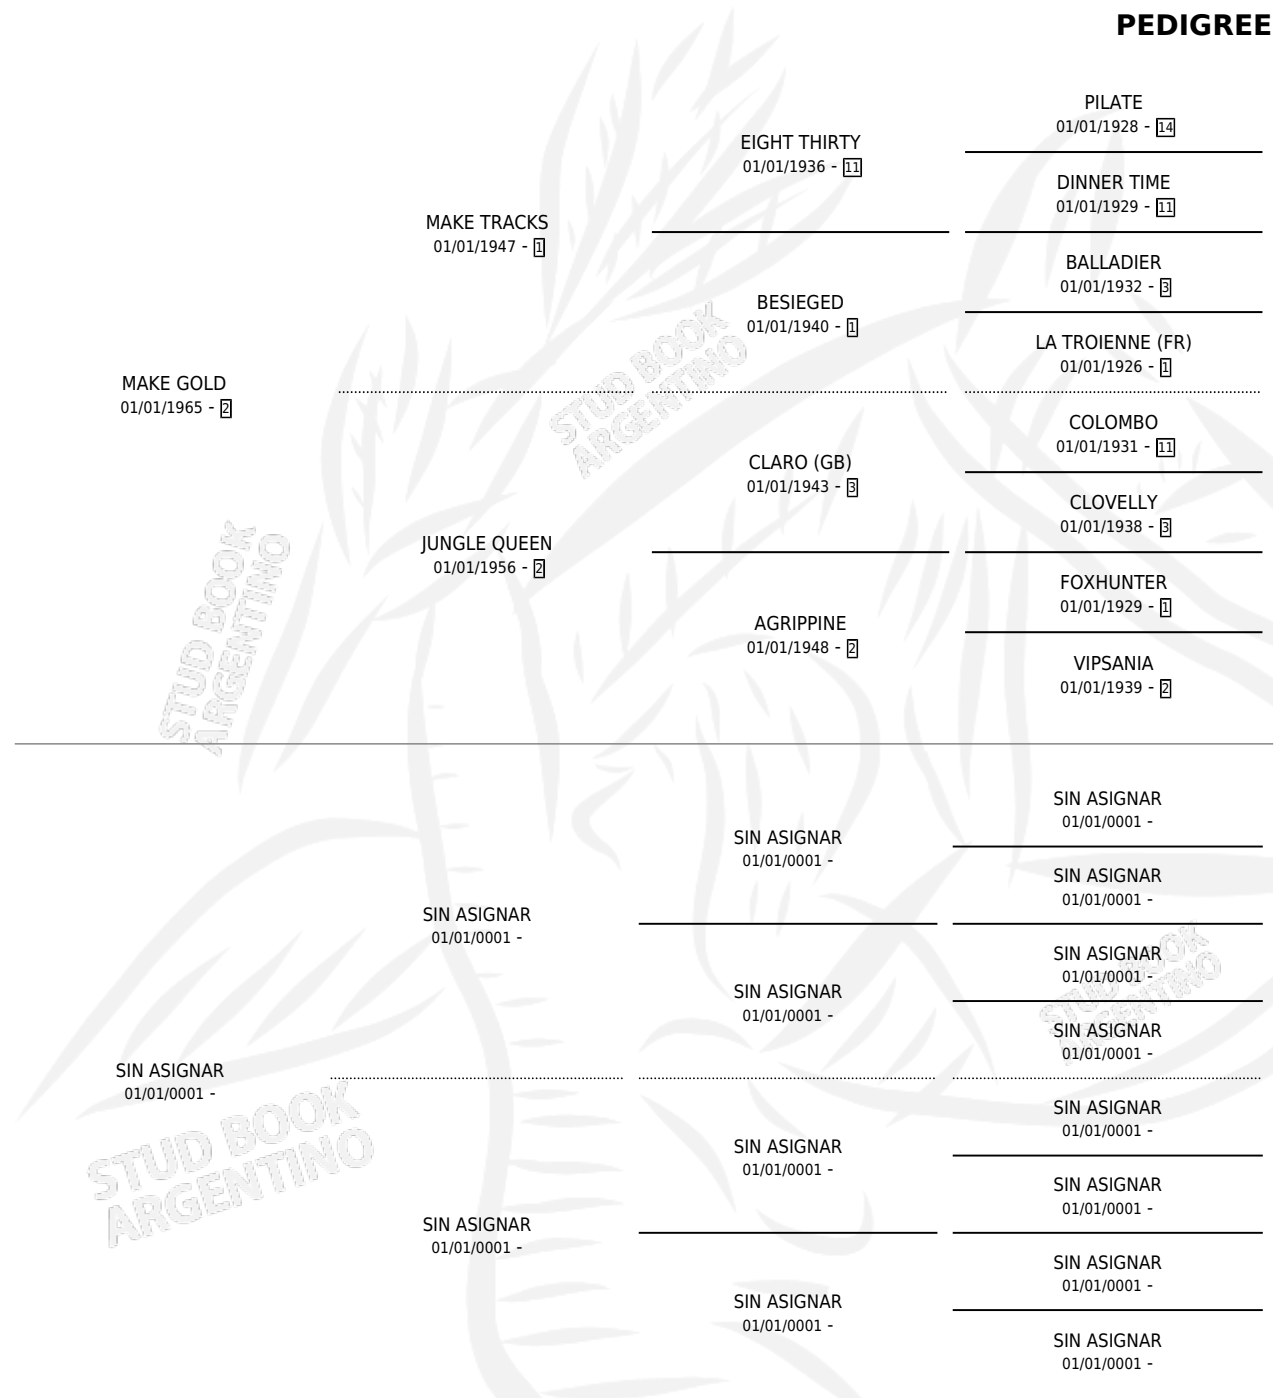 PEDIGREE
PILATE
01/01/1928 - 14
EIGHT THIRTY
01/01/1936 - 11
DINNER TIME
01/01/1929 - 11
MAKE TRACKS
01/01/1947 - 1
BALLADIER
01/01/1932 - 3
BESIEGED
01/01/1940 - 1
LA TROIENNE (FR)
01/01/1926 - 1
MAKE GOLD
01/01/1965 - 2
COLOMBO
01/01/1931 - 11
CLARO (GB)
01/01/1943 - 3
CLOVELLY
01/01/1938 - 3
JUNGLE QUEEN
01/01/1956 - 2
FOXHUNTER
01/01/1929 - 1
AGRIPPINE
01/01/1948 - 2
VIPSANIA
01/01/1939 - 2
STUD BOOK
ARGENTINO
STUD BOOK
ARGENTINO
SIN ASIGNAR
01/01/0001 -
SIN ASIGNAR
01/01/0001 -
SIN ASIGNAR
01/01/0001 -
SIN ASIGNAR
01/01/0001 -
SIN ASIGNAR
01/01/0001 -
SIN ASIGNAR
01/01/0001 -
SIN ASIGNAR
01/01/0001 -
SIN ASIGNAR
01/01/0001 -
SIN ASIGNAR
01/01/0001 -
SIN ASIGNAR
01/01/0001 -
SIN ASIGNAR
01/01/0001 -
SIN ASIGNAR
01/01/0001 -
SIN ASIGNAR
01/01/0001 -
SIN ASIGNAR
01/01/0001 -
SIN ASIGNAR
01/01/0001 -
STUD BOOK
ARGENTINO
STUD BOOK
ARGENTINO